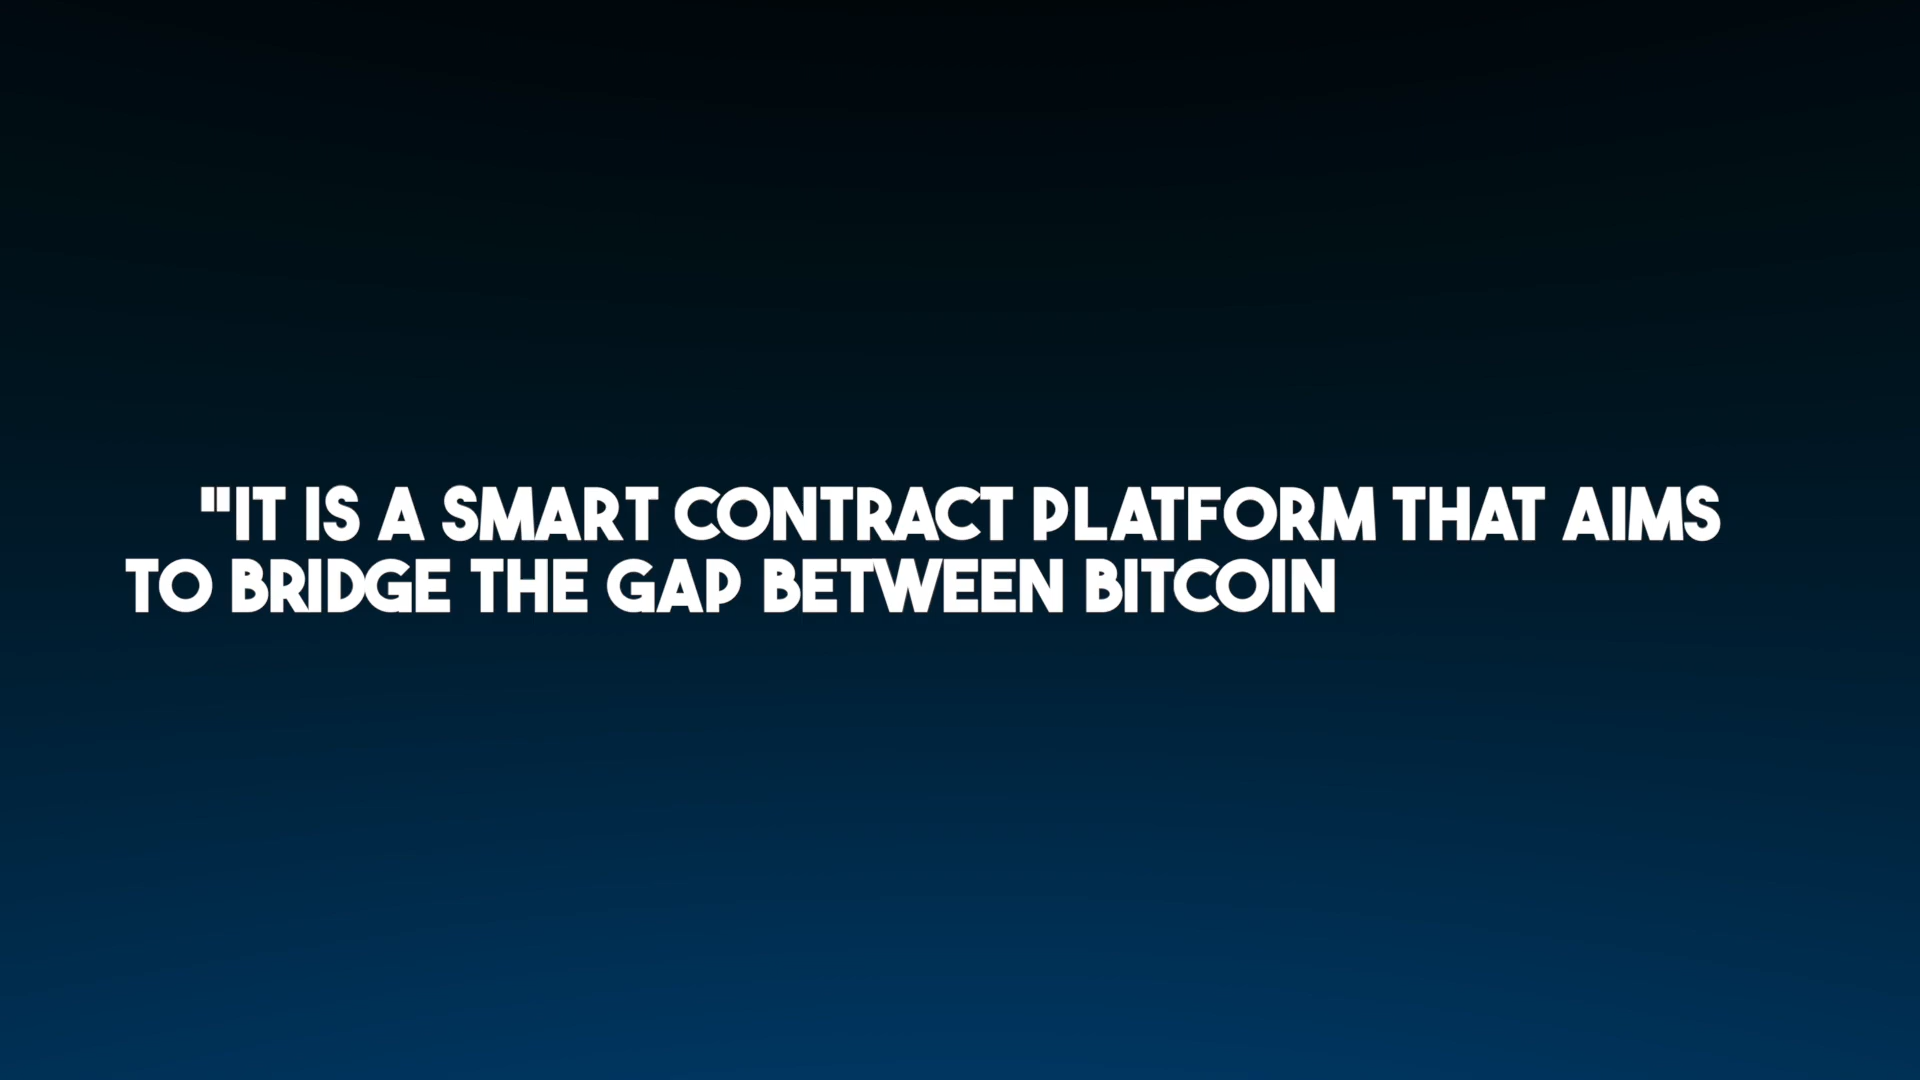 "IT IS A SMART CONTRACT PLATFORM THAT AIMS
TO BRIDGE THE GAP BETWEEN BITCOIN